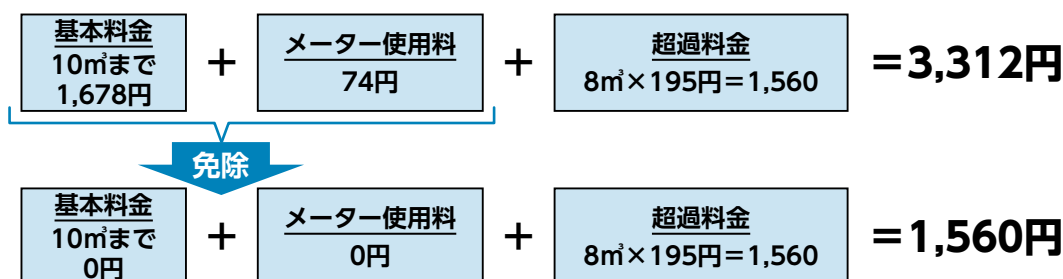 基本料金
10㎥まで
1,678円
+
メーター使用料
74円
+
超過料金
8㎥×195円＝1,560
＝3,312円
免除
基本料金
10㎥まで
0円
+
メーター使用料
0円
+
超過料金
8㎥×195円＝1,560
＝1,560円